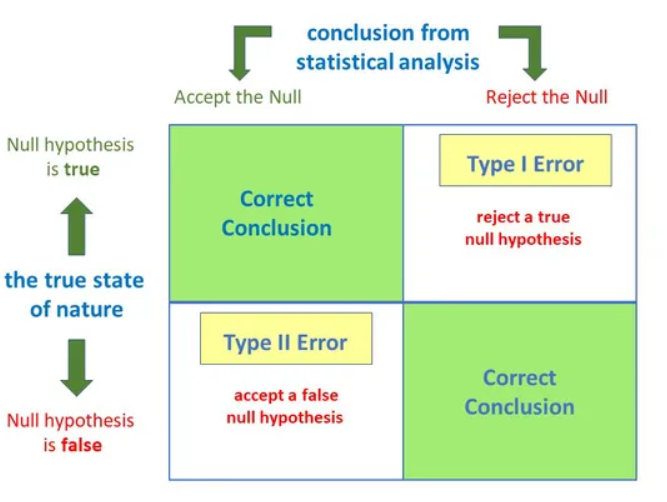 conclusion from
statistical analysis
Accept the Null
Reject the Null
Null hypothesis
is true
Correct
Conclusion
Type I Error
reject a true
null hypothesis
the true state
of nature
Type II Error
accept a false
null hypothesis
Correct
Conclusion
Null hypothesis
is false